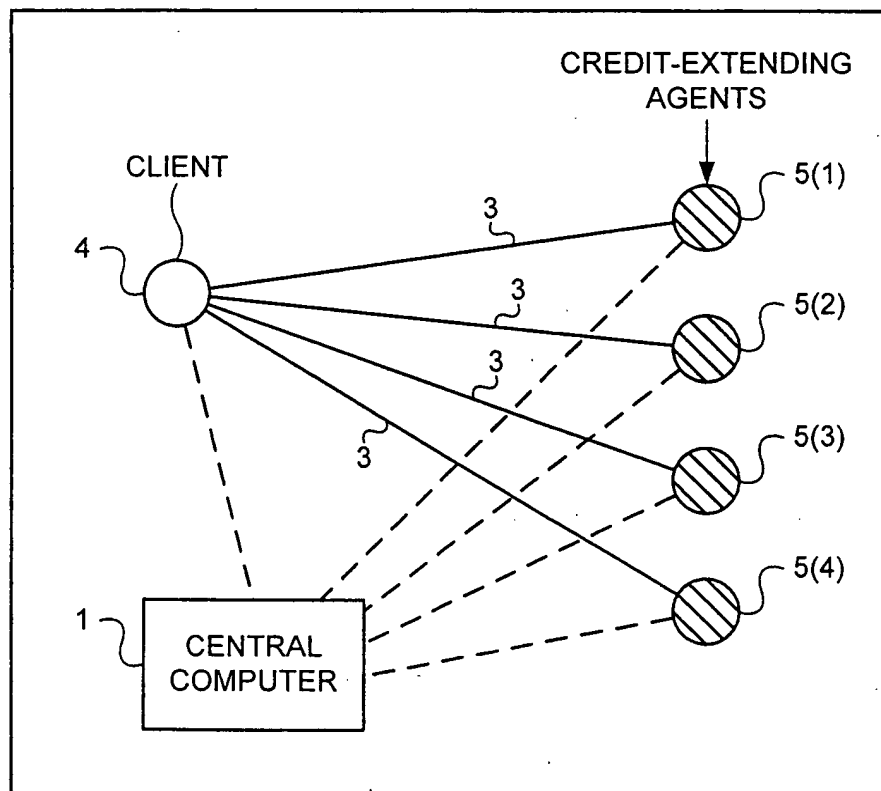 CREDIT-EXTENDING
AGENTS
CLIENT
4
3
5(1)
3
5(2)
3
3
5(3)
5(4)
1
CENTRAL
COMPUTER